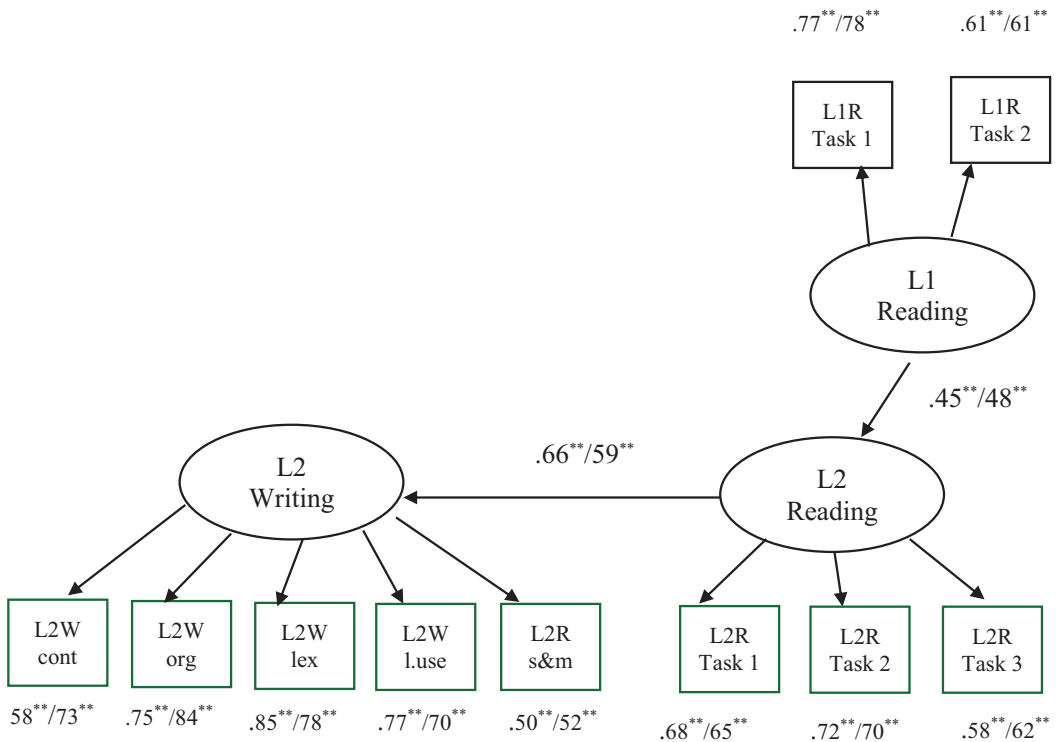 .77**/78** .61**/61**
L1R
Task 1
L1R
Task 2
L1
Reading
.45**/48**
.66**/59**
L2
Writing
L2
Reading
L2W
cont
L2W
org
L2W
lex
L2W
l.use
L2R
s&m
L2R
Task 1
L2R
Task 2
L2R
Task 3
58**/73** .75**/84** .85**/78** .77**/70** .50**/52** .68**/65** .72**/70** .58**/62**